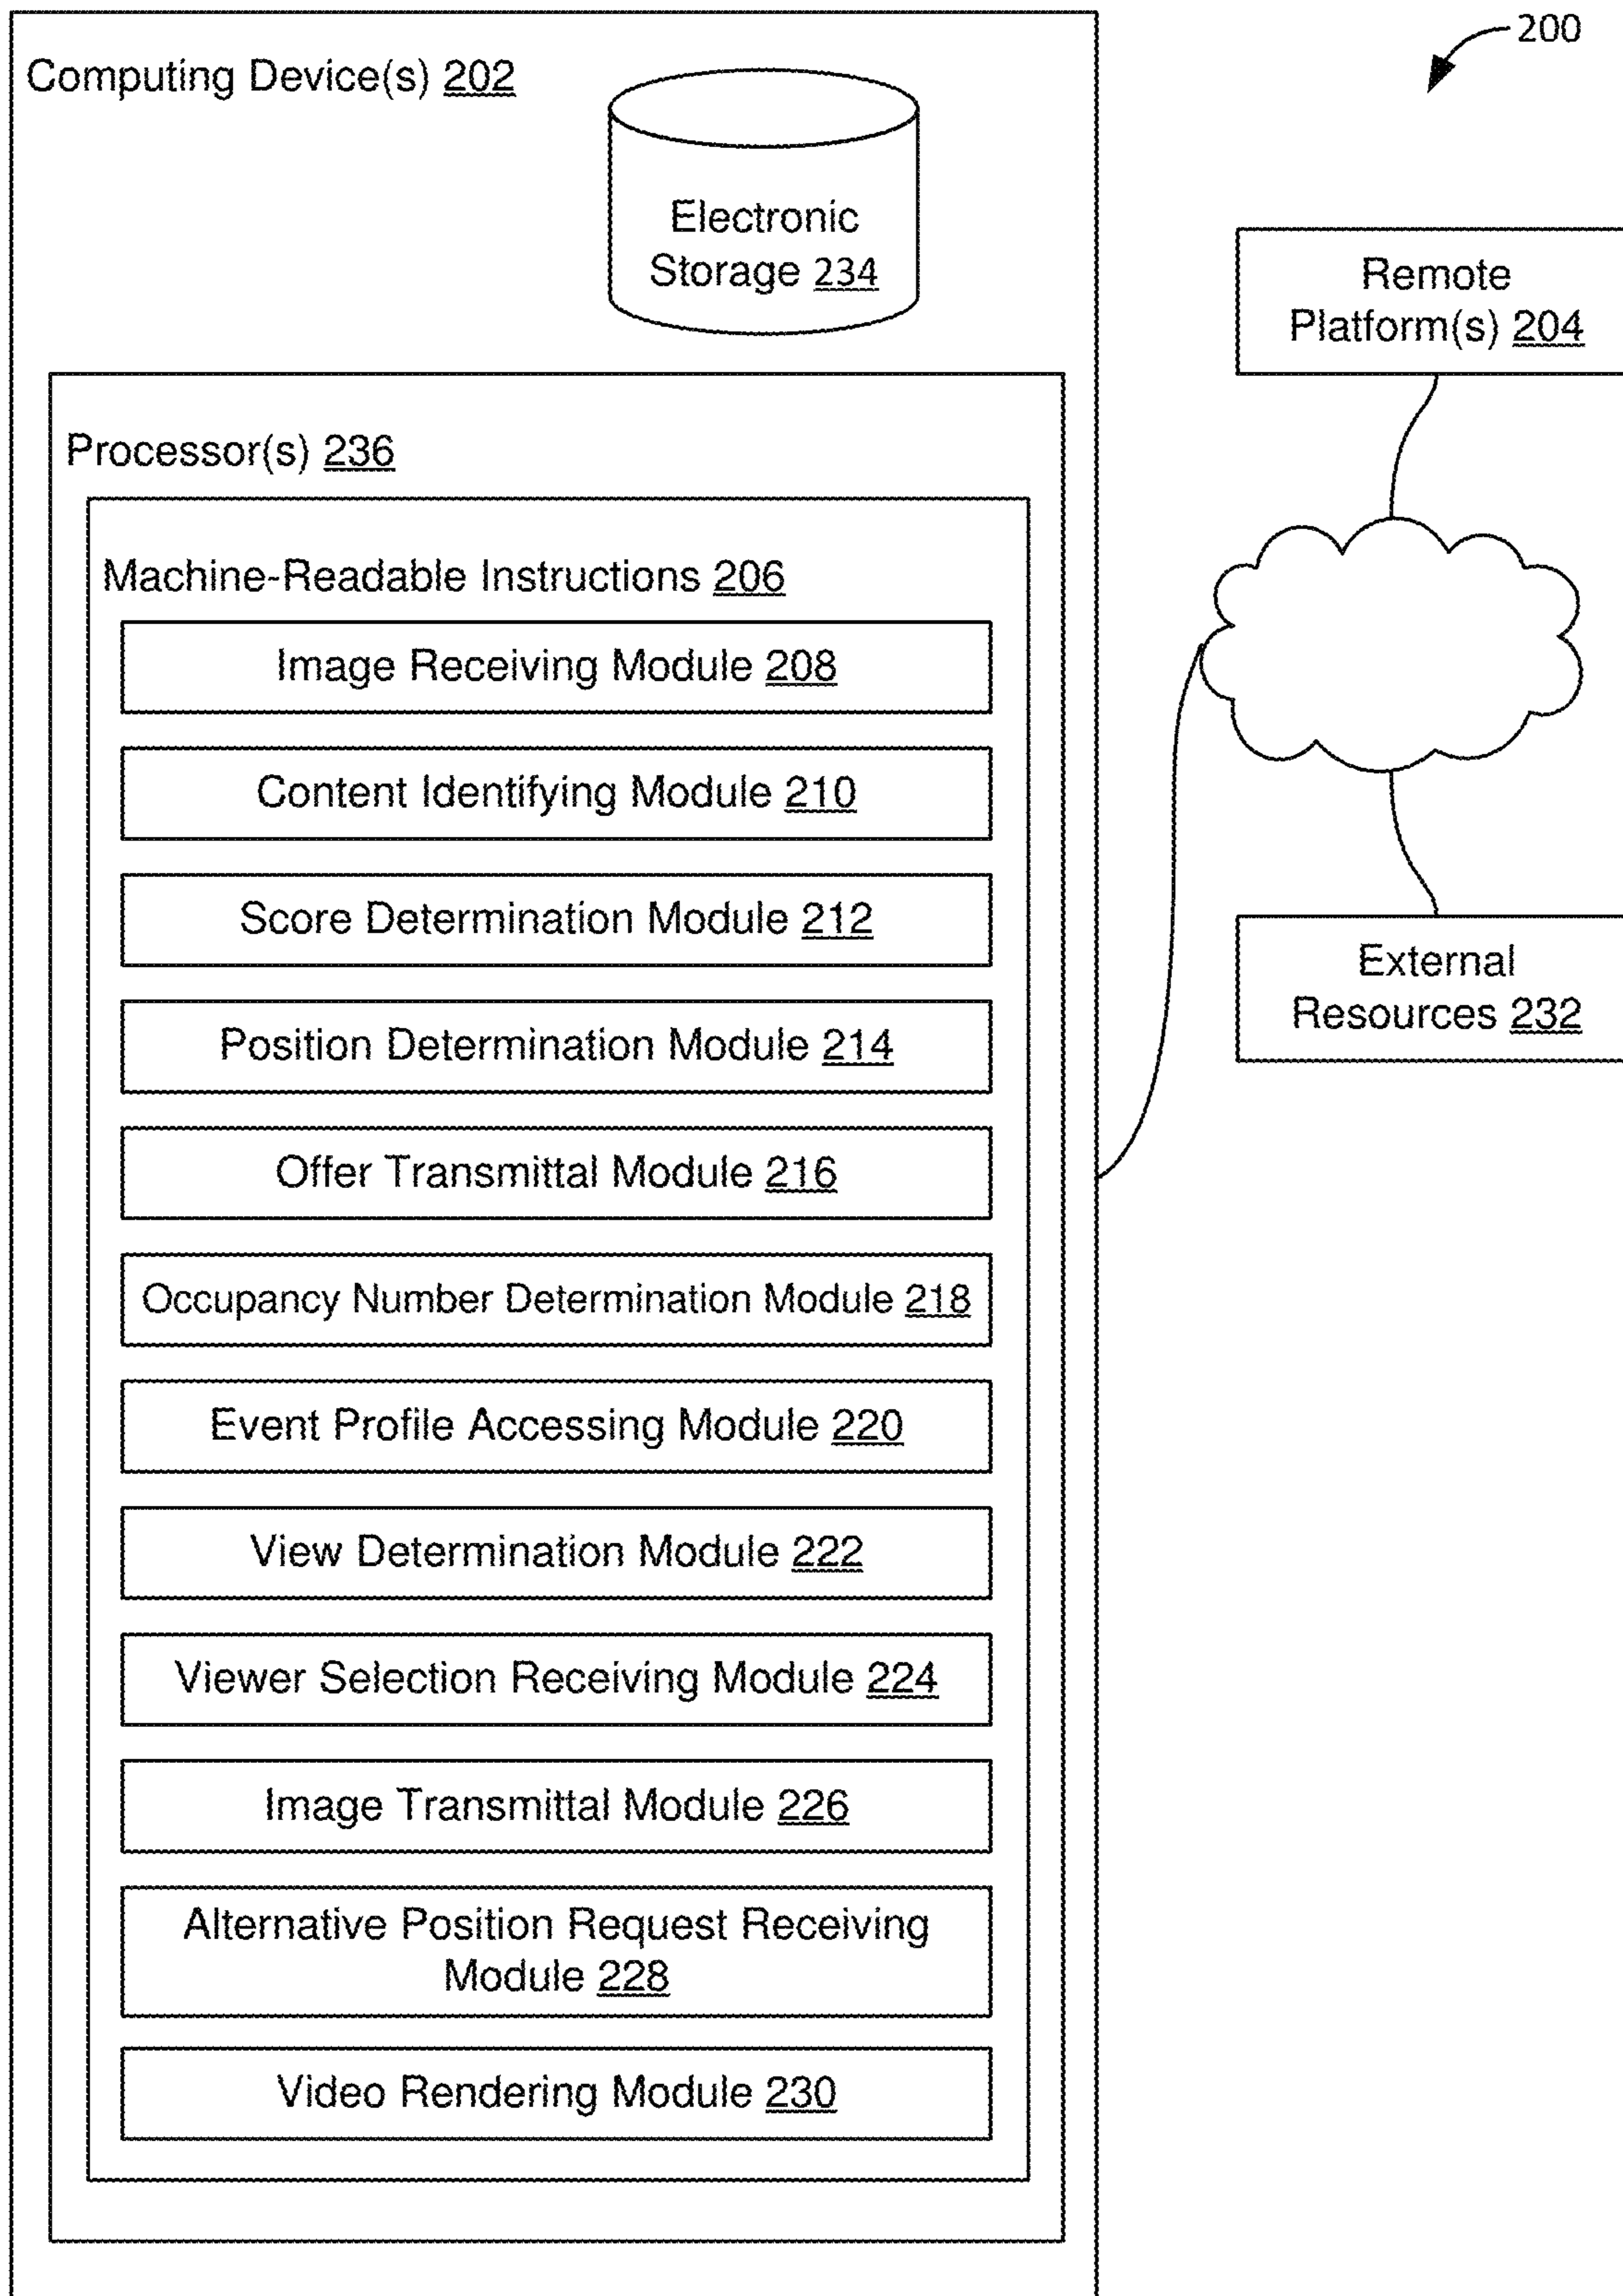 200
Computing Device(s) 202
Electronic
Storage 234
Remote
Platform(s) 204
Processor(s) 236
Machine-Readable Instructions 206
Image Receiving Module 208
Content Identifying Module 210
Score Determination Module 212
External
Resources 232
Position Determination Module 214
Offer Transmittal Module 216
Occupancy Number Determination Module 218
Event Profile Accessing Module 220
View Determination Module 222
Viewer Selection Receiving Module 224
Image Transmittal Module 226
Alternative Position Request Receiving
Module 228
Video Rendering Module 230